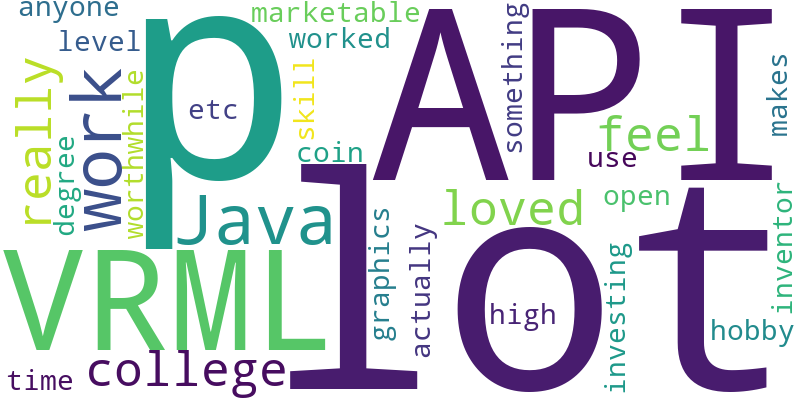 anyone
marketable
level
worked
p
API
something
makes
really
work
worthwhile
etc
skill
feel
use
degree
coin
Java
loved
open
inventor
VRML
lot
graphics
actually
high
investing
hobby
time
college